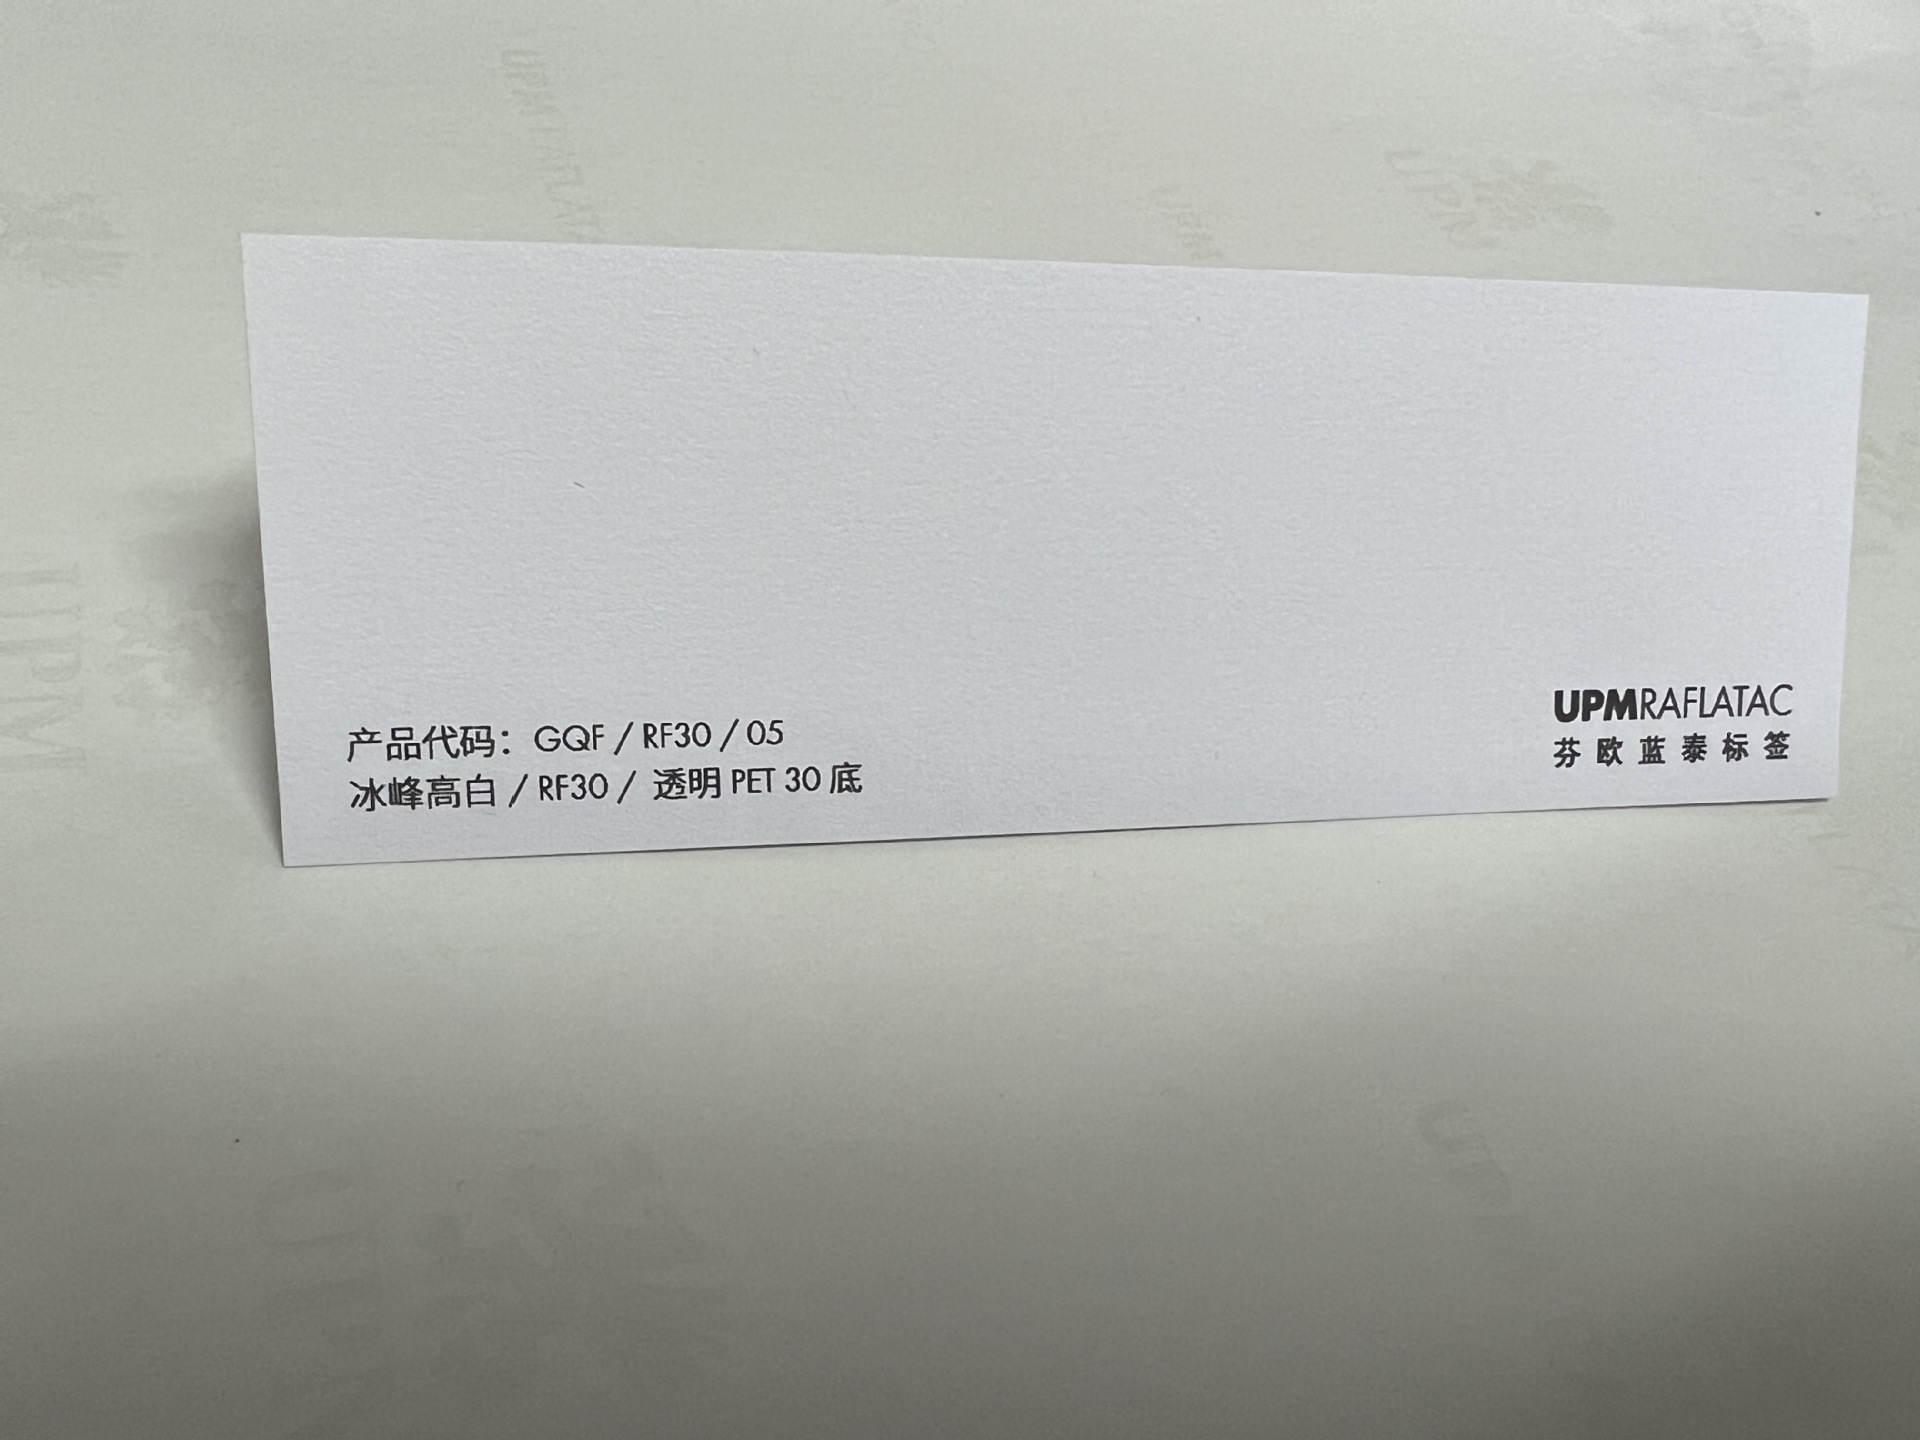 产品代码：GQF / RF30 / 05
冰峰高白 / RF30 / 透明 PET 30 底
UPMRAFLATAC
芬欧蓝泰标签
UPM